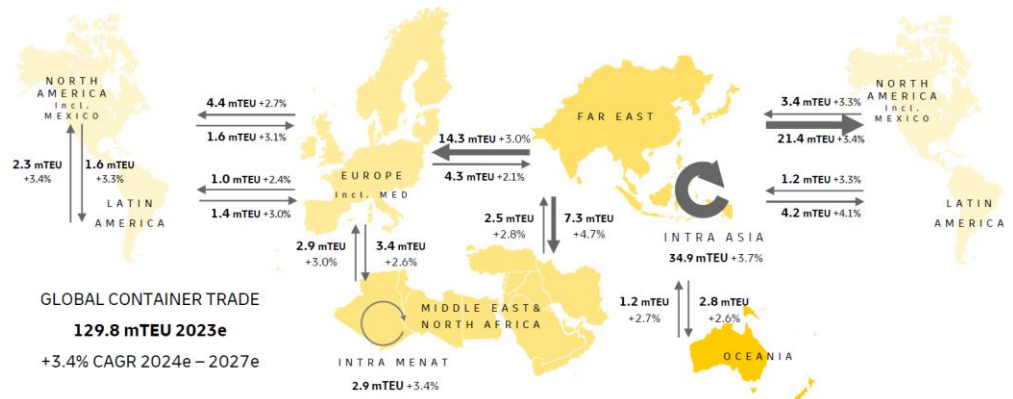 NORTH
AMERICA
Incl.
MEXICO
2.3 mTEU
+3.4%
1.6 mTEU
+3.3%
LATIN
AMERICA
4.4 mTEU +2.7%
1.6 mTEU +3.1%
1.0 mTEU +2.4%
1.4 mTEU +3.0%
EUROPE
Incl. MED
14.3 mTEU +3.0%
4.3 mTEU +2.1%
FAR EAST
3.4 mTEU +3.3%
21.4 mTEU +3.4%
1.2 mTEU +3.3%
4.2 mTEU +4.1%
NORTH
AMERICA
Incl.
MEXICO
LATIN
AMERICA
2.9 mTEU
+3.0%
3.4 mTEU
+2.6%
2.5 mTEU
+2.8%
7.3 mTEU
+4.7%
INTRA ASIA
34.9 mTEU +3.7%
1.2 mTEU
+2.7%
2.8 mTEU
+2.6%
OCEANIA
MIDDLE EAST&
NORTH AFRICA
INTRA MENAT
2.9 mTEU +3.4%
GLOBAL CONTAINER TRADE
129.8 mTEU 2023e
+3.4% CAGR 2024e – 2027e